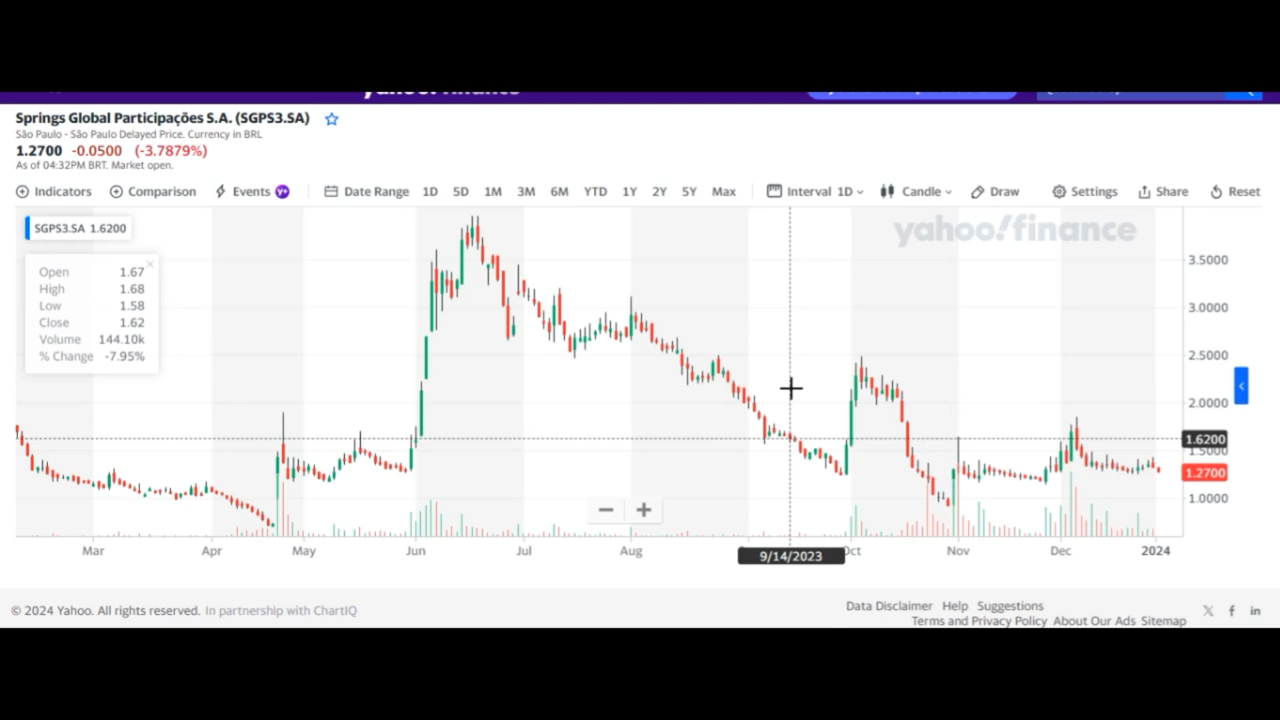 yahoo! finance
Springs Global Participações S.A. (SGPS3.SA)
São Paulo - São Paulo Delayed Price. Currency in BRL
1.2700 -0.0500 (-3.7879%)
As of 04:32PM BRT. Market open.
Indicators Comparison Events y+ Date Range 1D 5D 1M 3M 6M YTD 1Y 2Y 5Y Max Interval 1D Candle Draw Settings Share Reset
SGPS3.SA 1.6200
yahoo!finance
Open 1.67
High 1.68
Low 1.58
Close 1.62
Volume 144.10k
% Change -7.95%
3.5000
3.0000
2.5000
2.0000
1.6200
1.5000
1.2700
1.0000
Mar Apr May Jun Jul Aug 9/14/2023 Oct Nov Dec 2024
© 2024 Yahoo. All rights reserved. In partnership with ChartIQ
Data Disclaimer Help Suggestions
Terms and Privacy Policy About Our Ads Sitemap